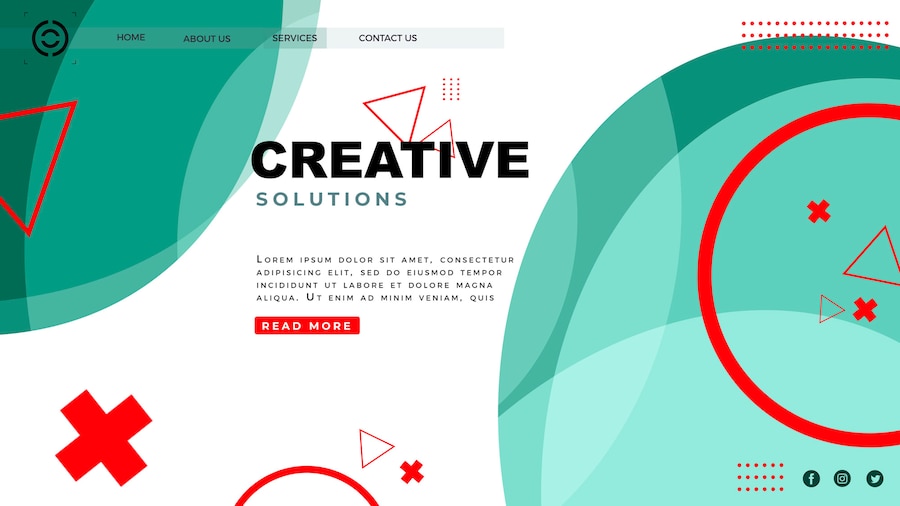 HOME ABOUT US SERVICES CONTACT US
CREATIVE
SOLUTIONS
Lorem ipsum dolor sit amet, consectetur
adipisicing elit, sed do eiusmod tempor
incididunt ut labore et dolore magna
aliqua. Ut enim ad minim veniam, quis
READ MORE